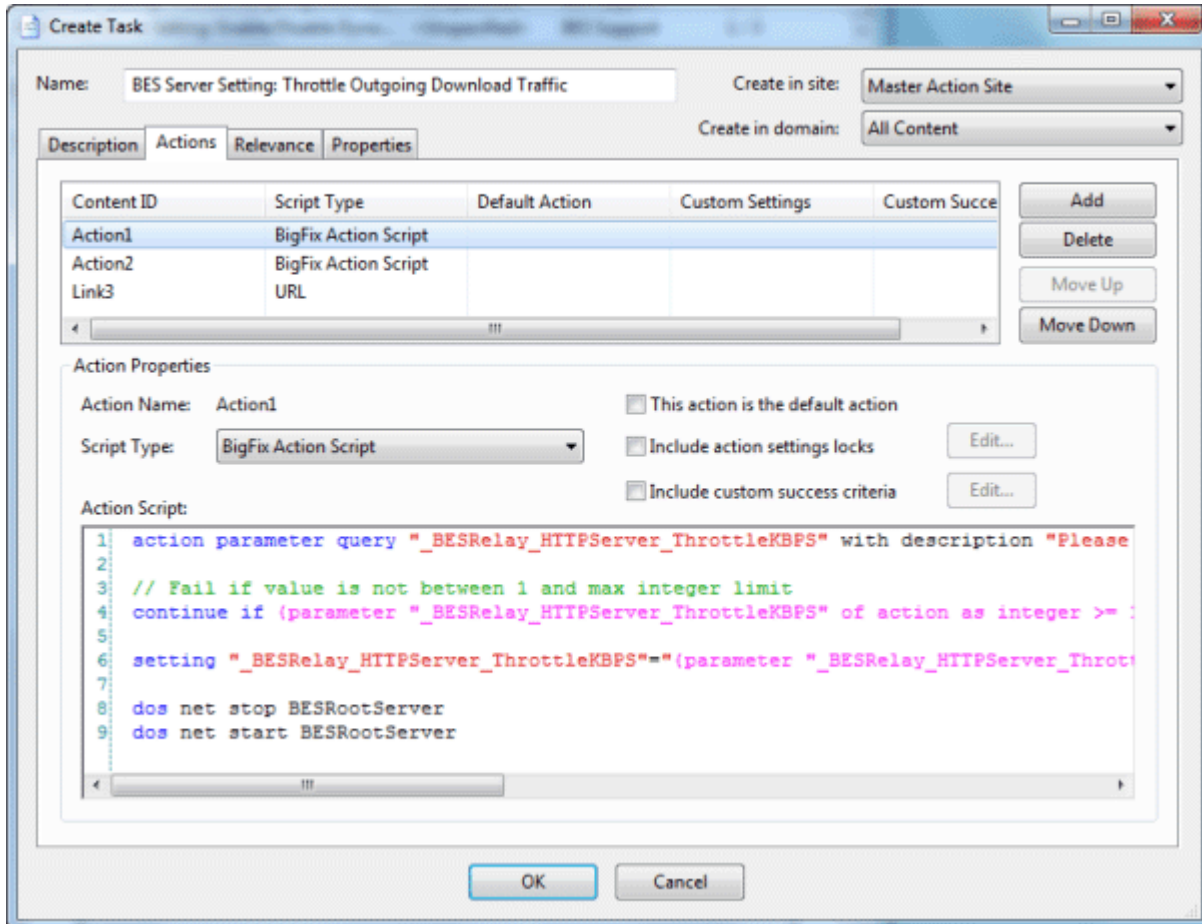 Create Task
Name: BES Server Setting: Throttle Outgoing Download Traffic Create in site: Master Action Site
Create in domain: All Content
Description Actions Relevance Properties
Content ID Script Type Default Action Custom Settings Custom Succe
Add
Action1 BigFix Action Script
Delete
Action2 BigFix Action Script
Link3 URL
Move Up
Move Down
Action Properties
Action Name: Action1 This action is the default action
Script Type: BigFix Action Script Include action settings locks Edit...
Include custom success criteria Edit...
Action Script:
1 action parameter query "_BESRelay_HTTPServer_ThrottleKBPS" with description "Please
2
3 // Fail if value is not between 1 and max integer limit
4 continue if {parameter "_BESRelay_HTTPServer_ThrottleKBPS" of action as integer >= 1
5
6 setting "_BESRelay_HTTPServer_ThrottleKBPS"="{parameter "_BESRelay_HTTPServer_Thrott
7
8 dos net stop BESRootServer
9 dos net start BESRootServer
OK Cancel